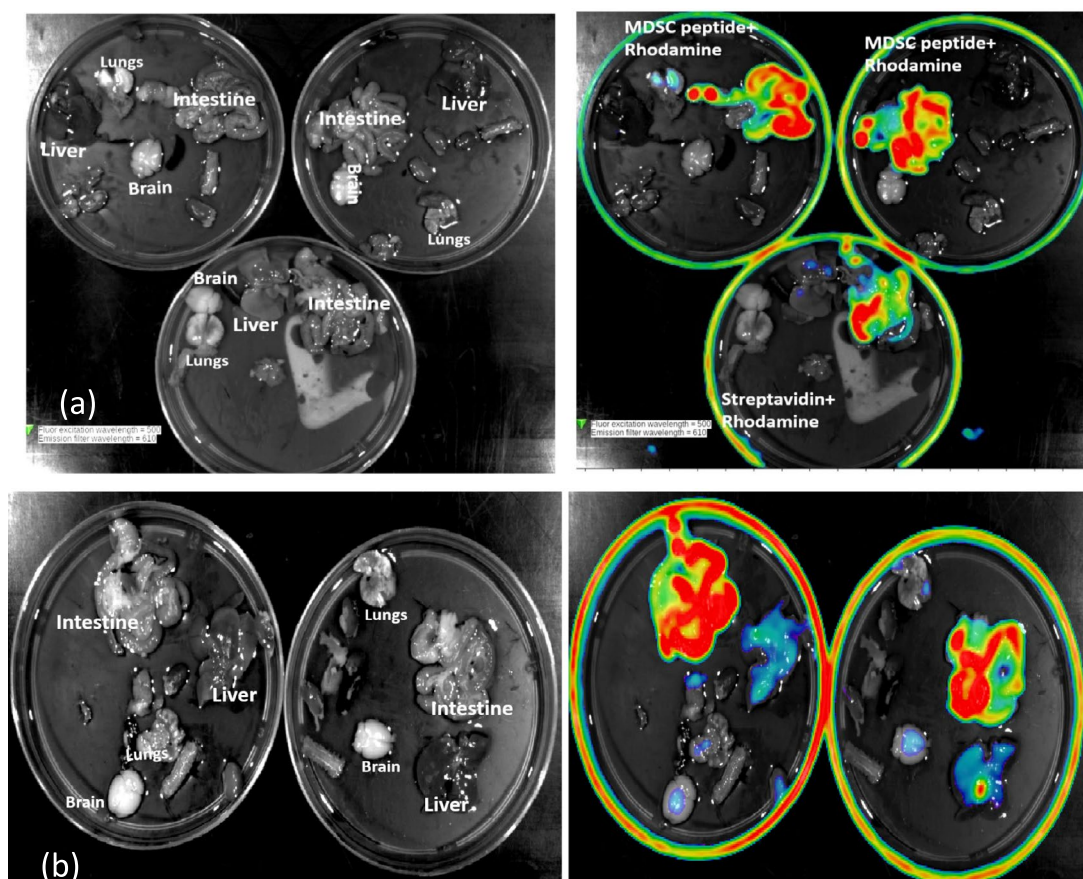 Lungs
Intestine
Liver
Brain
Intestine
Liver
Brain
Lungs
Brain
Liver
Intestine
Lungs
(a)
Fluor excitation wavelength = 500
Emission filter wavelength = 610
MDSC peptide+
Rhodamine
MDSC peptide+
Rhodamine
Streptavidin+
Rhodamine
Fluor excitation wavelength = 500
Emission filter wavelength = 610
Intestine
Liver
Lungs
Brain
Lungs
Intestine
Brain
Liver
(b)